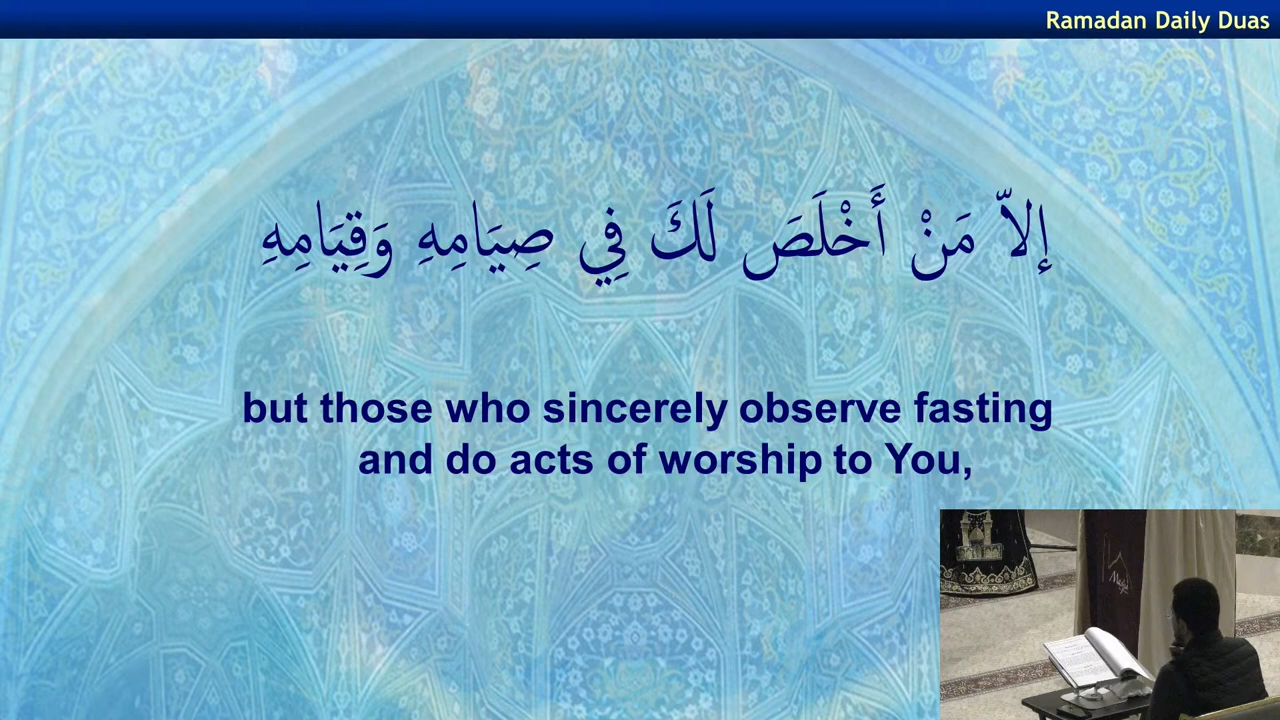 Ramadan Daily Duas
إلاّ مَنْ أَخْلَصَ لَكَ فِي صِيَامِهِ وَقِيَامِهِ
but those who sincerely observe fasting
and do acts of worship to You,